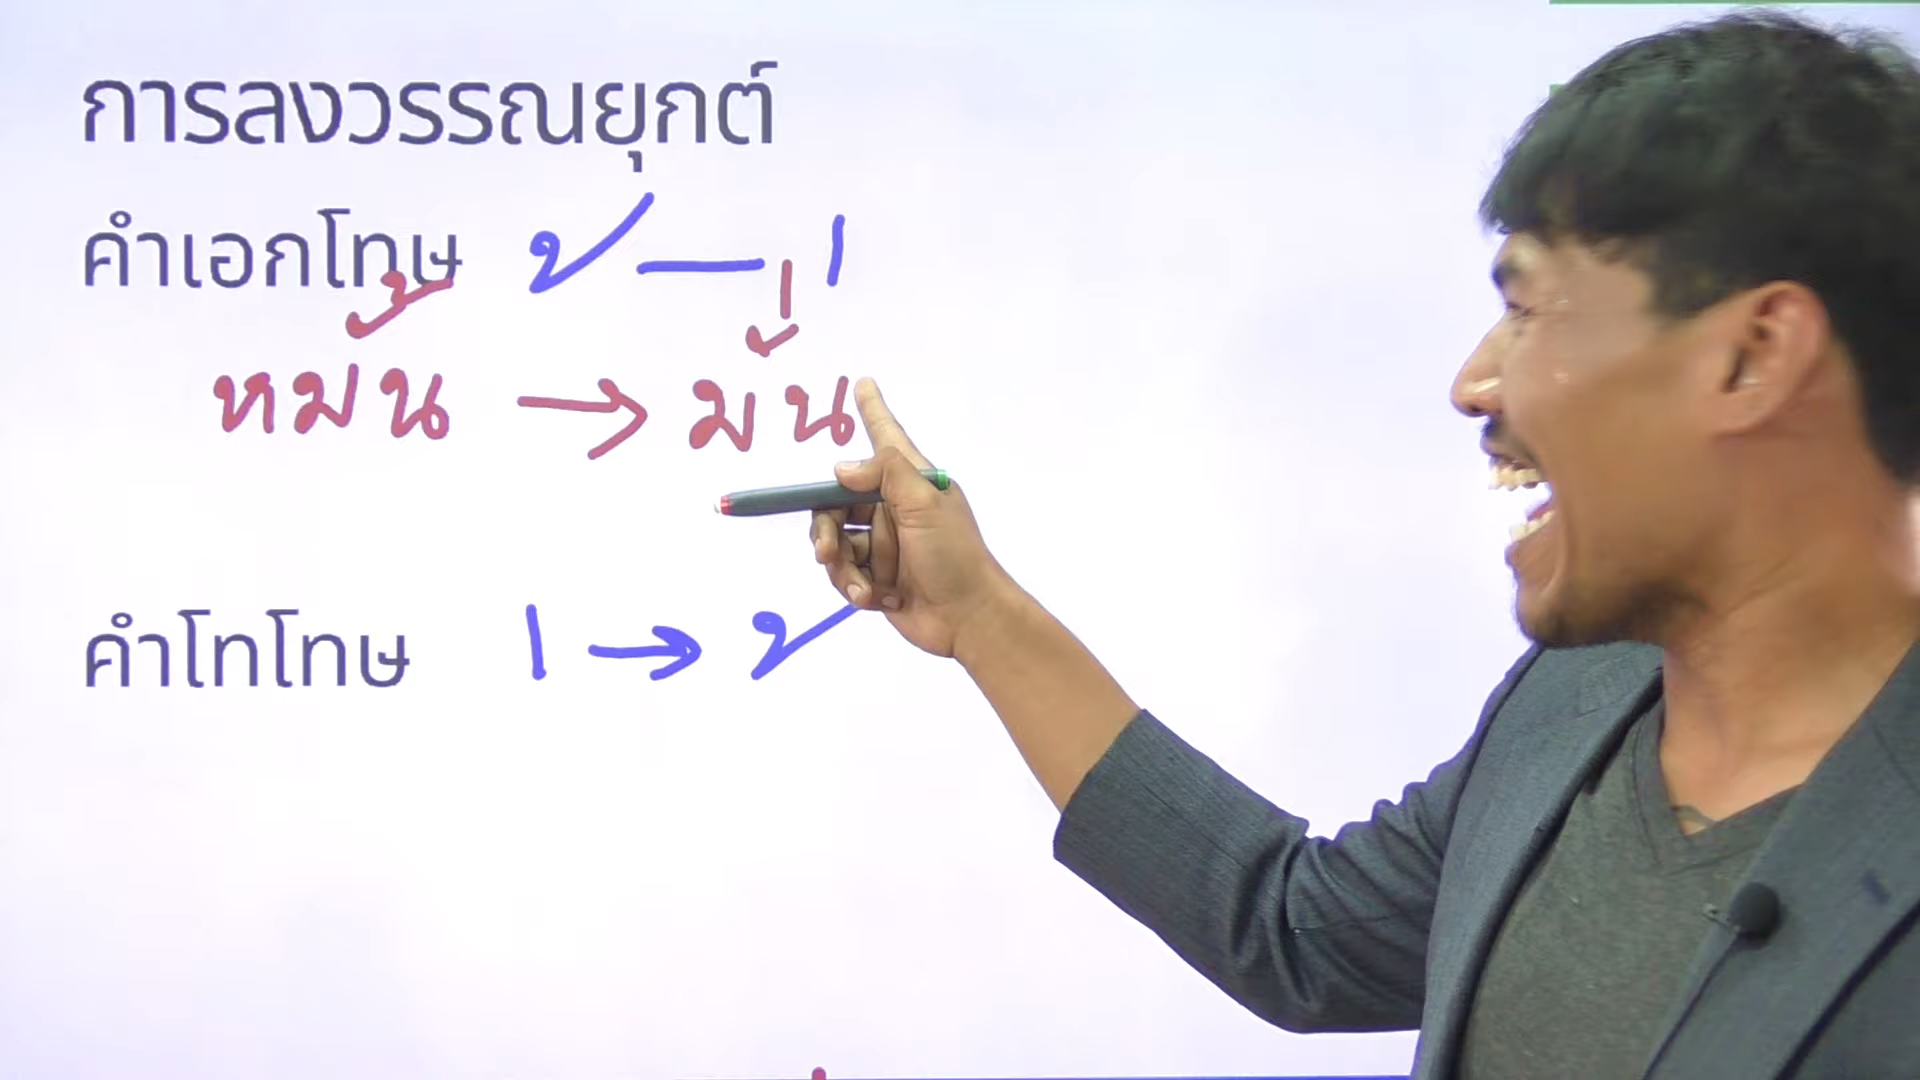 การลงวรรณยุกต์
คำเอกโทษ ้ — ่
หมั้น → มั่น
คำโทโทษ ่ → ้